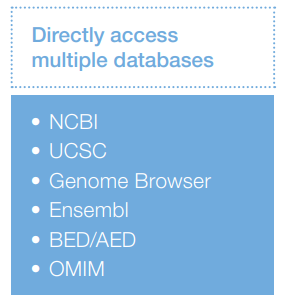 Directly access
multiple databases
• NCBI
• UCSC
• Genome Browser
• Ensembl
• BED/AED
• OMIM